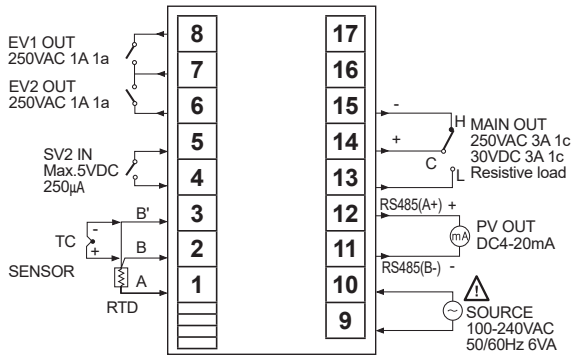 EV1 OUT
250VAC 1A 1a
EV2 OUT
250VAC 1A 1a
SV2 IN
Max.5VDC
250µA
TC
-
+
B'
B
A
SENSOR
RTD
8
7
6
5
4
3
2
1
17
16
15
14
13
12
11
10
9
-
+
H
C
L
MAIN OUT
250VAC 3A 1c
30VDC 3A 1c
Resistive load
RS485(A+) +
mA
PV OUT
DC4-20mA
RS485(B-) -
!
~
SOURCE
100-240VAC
50/60Hz 6VA